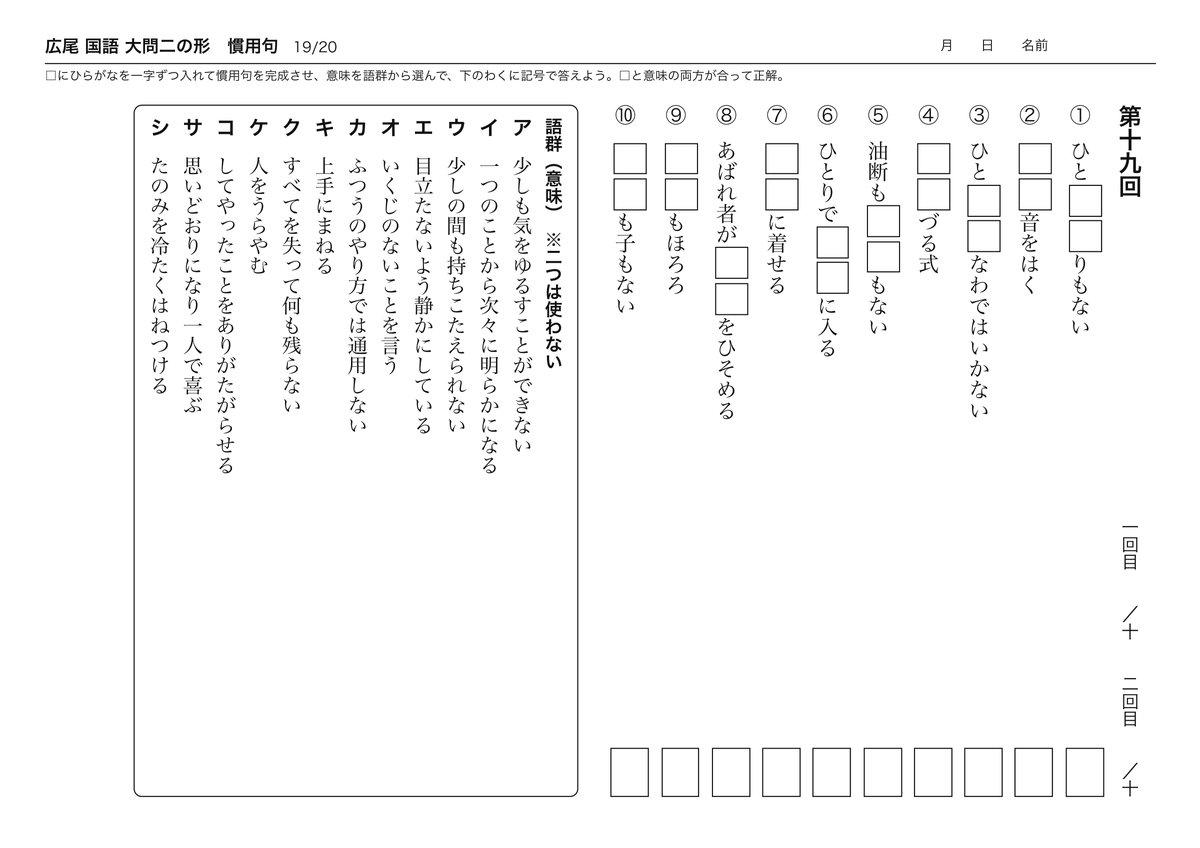 広尾 国語 大問二の形　慣用句　19/20　月　日　名前
□にひらがなを一字ずつ入れて慣用句を完成させ、意味を語群から選んで、下のわくに記号で答えよう。□と意味の両方が合って正解。
第十九回　一回目　／十　二回目　／十
① ひと□□りもない
② □□音をはく
③ ひと□□なわではいかない
④ □□づる式
⑤ 油断も□□もない
⑥ ひとりで□□に入る
⑦ □□に着せる
⑧ あばれ者が□□をひそめる
⑨ □□もほろろ
⑩ □□も子もない
語群（意味）　※二つは使わない
ア　少しも気をゆるすことができない
イ　一つのことから次々に明らかになる
ウ　少しの間も持ちこたえられない
エ　目立たないよう静かにしている
オ　いくじのないことを言う
カ　ふつうのやり方では通用しない
キ　上手にまねる
ク　すべてを失って何も残らない
ケ　人をうらやむ
コ　してやったことをありがたがらせる
サ　思いどおりになり一人で喜ぶ
シ　たのみを冷たくはねつける